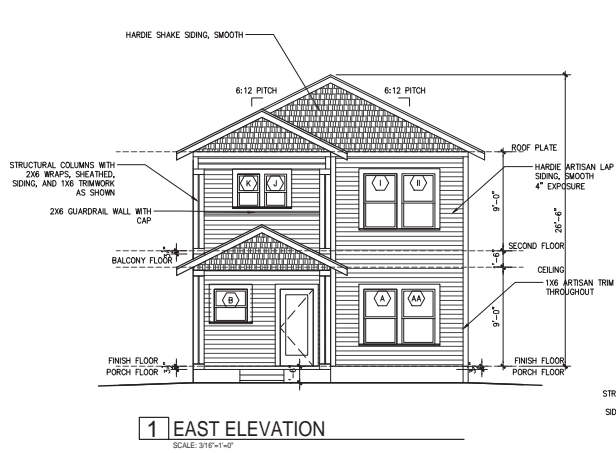 HARDIE SHAKE SIDING, SMOOTH
6:12 PITCH
6:12 PITCH
ROOF PLATE
STRUCTURAL COLUMNS WITH
2X6 WRAPS, SHEATHED,
SIDING, AND 1X6 TRIMWORK
AS SHOWN
HARDIE ARTISAN LAP
SIDING, SMOOTH
4" EXPOSURE
K
J
I
II
9'-0"
26'-6"
2X6 GUARDRAIL WALL WITH
CAP
SECOND FLOOR
BALCONY FLOOR
CEILING
1X6 ARTISAN TRIM
THROUGHOUT
B
A
AA
9'-0"
FINISH FLOOR
PORCH FLOOR
FINISH FLOOR
PORCH FLOOR
STR
SID
1 EAST ELEVATION
SCALE: 3/16"=1'=0"